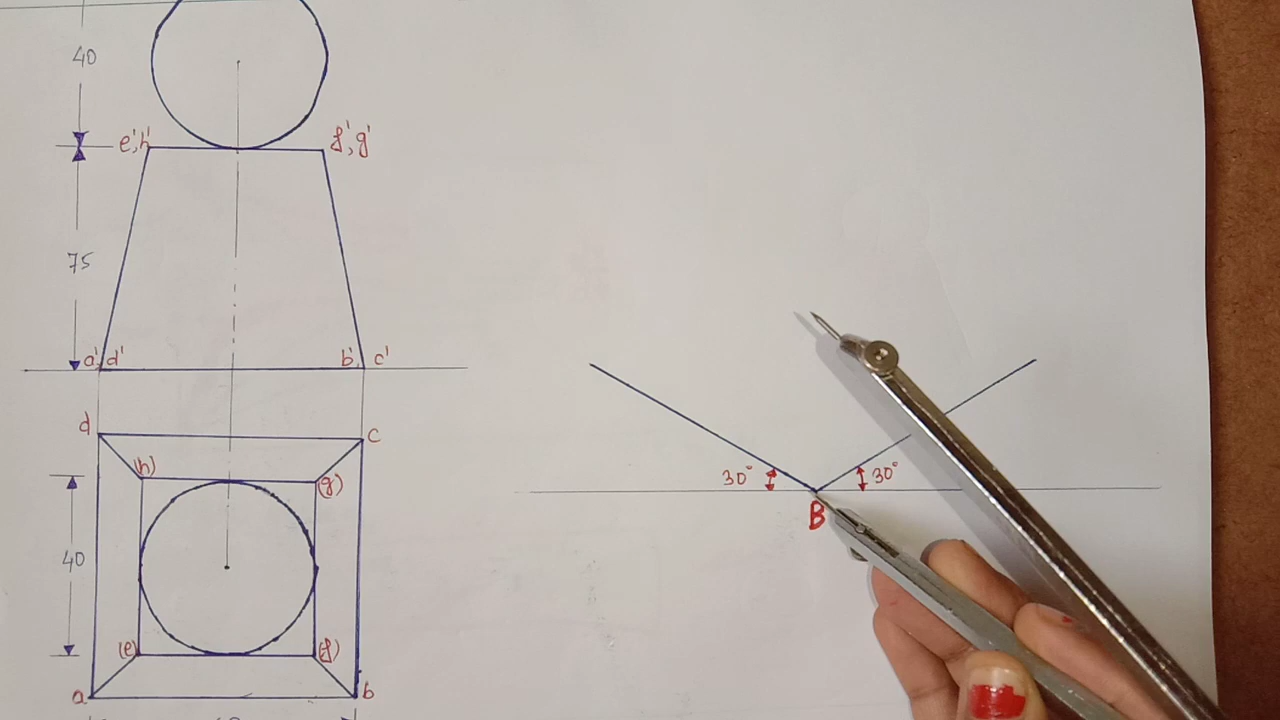 40
e',h'
f',g'
75
a',d'
b',c'
d
c
(h)
(g)
40
(e)
(f)
a
b
30°
30°
B